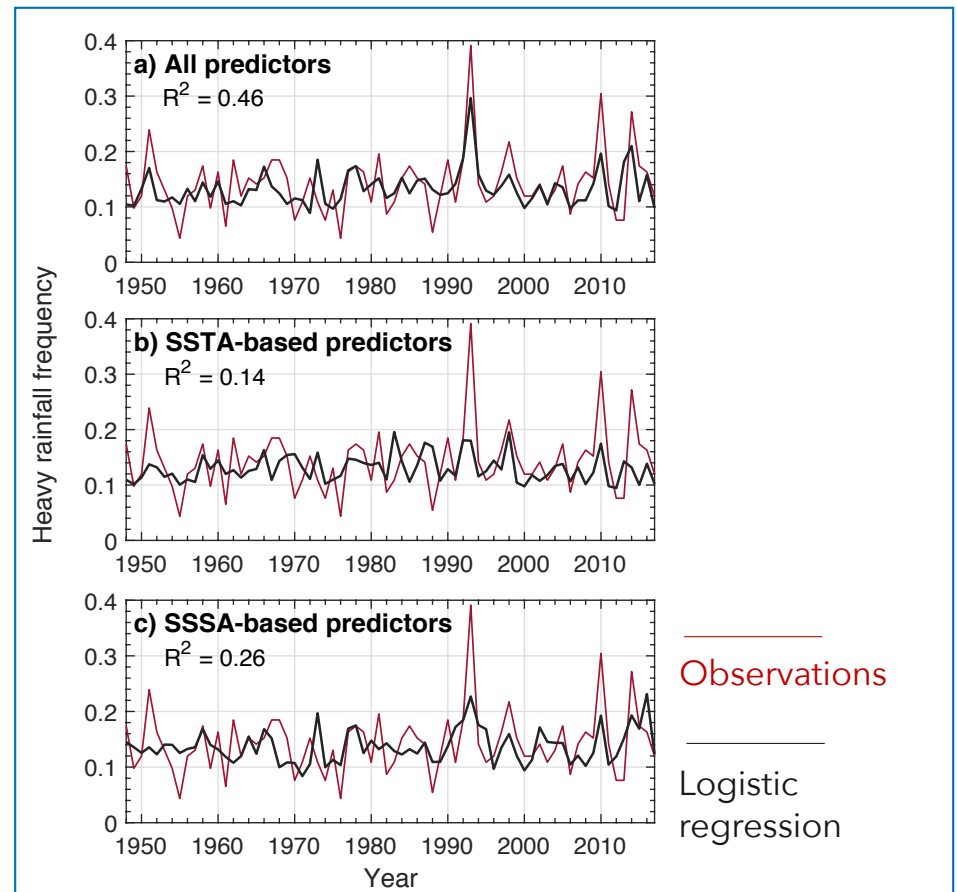 a) All predictors
R² = 0.46
0.4
0.3
0.2
0.1
0
1950 1960 1970 1980 1990 2000 2010
b) SSTA-based predictors
R² = 0.14
0.4
0.3
0.2
0.1
0
1950 1960 1970 1980 1990 2000 2010
c) SSSA-based predictors
R² = 0.26
0.4
0.3
0.2
0.1
0
1950 1960 1970 1980 1990 2000 2010
Heavy rainfall frequency
Year
Observations
Logistic
regression